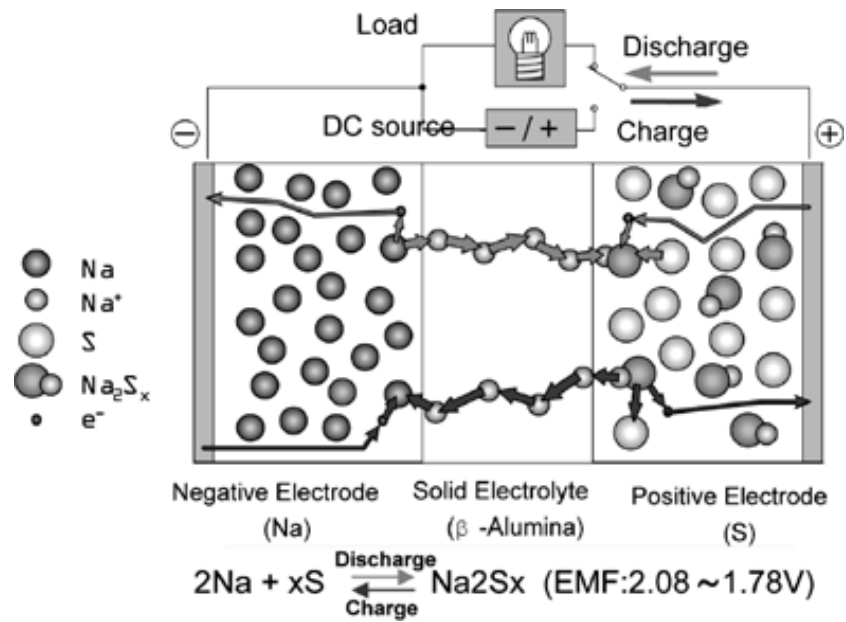 Load
Discharge
DC source
− / +
Charge
−
+
Na
Na⁺
S
Na₂Sₓ
e⁻
Negative Electrode
(Na)
Solid Electrolyte
(β -Alumina)
Positive Electrode
(S)
2Na + xS Discharge Charge Na2Sx (EMF:2.08 ~1.78V)